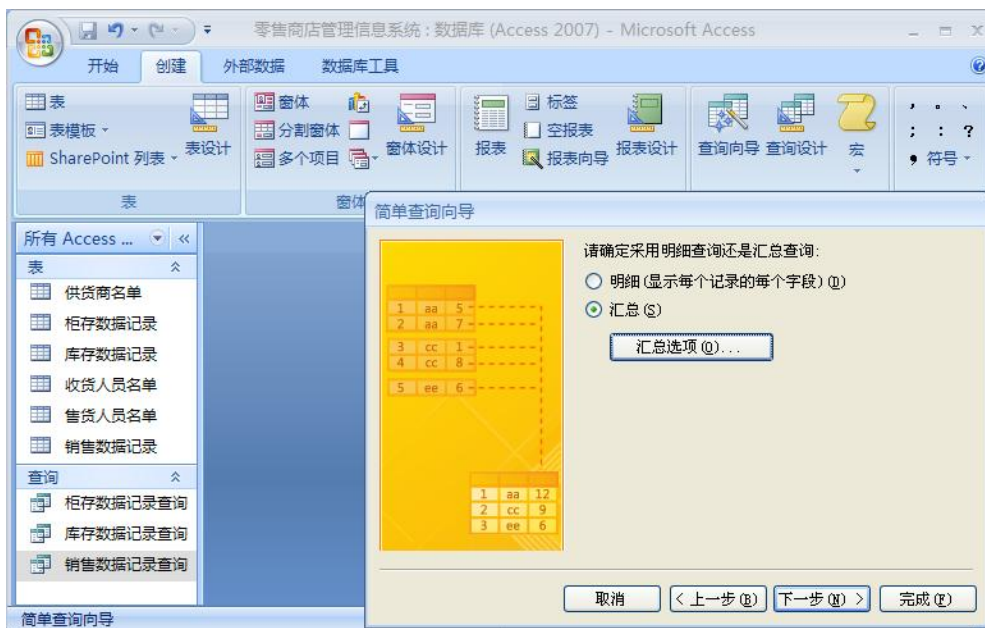 零售商店管理信息系统 : 数据库 (Access 2007) - Microsoft Access
开始 创建 外部数据 数据库工具
表 表设计 窗体 窗体设计 报表 标签 报表设计 查询向导 查询设计 宏 , 。 、
表模板 分割窗体 空报表 ; : ?
SharePoint 列表 多个项目 报表向导 • 符号
表 窗体
简单查询向导
所有 Access ... «
表
供货商名单
柜存数据记录
库存数据记录
收货人员名单
售货人员名单
销售数据记录
查询
柜存数据记录查询
库存数据记录查询
销售数据记录查询
请确定采用明细查询还是汇总查询:
明细(显示每个记录的每个字段)(D)
汇总(S)
汇总选项(O)...
1 aa 5
2 aa 7
3 cc 1
4 cc 8
5 ee 6
1 aa 12
2 cc 9
3 ee 6
取消 < 上一步(B) 下一步(N) > 完成(F)
简单查询向导